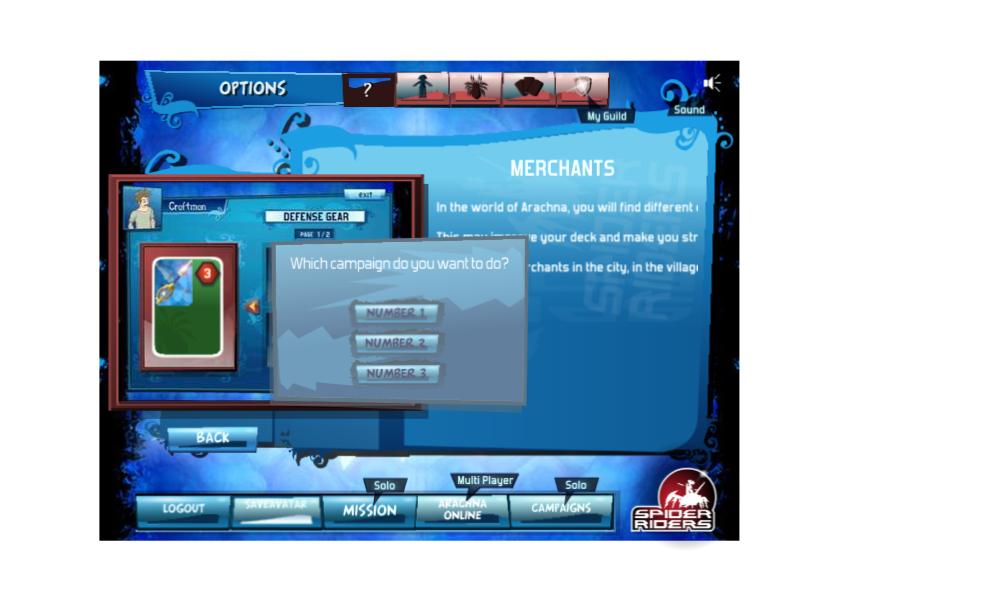 OPTIONS
?
My Guild
Sound
MERCHANTS
In the world of Arachna, you will find different
This may improve your deck and make you str
rchants in the city, in the villag
Craftman
exit
DEFENSE GEAR
PAGE 1/2
3
Which campaign do you want to do?
NUMBER 1
NUMBER 2
NUMBER 3
BACK
Solo
Multi Player
Solo
LOGOUT
SAVE AVATAR
MISSION
ARACHNA
ONLINE
CAMPAIGNS
SPIDER
RIDERS